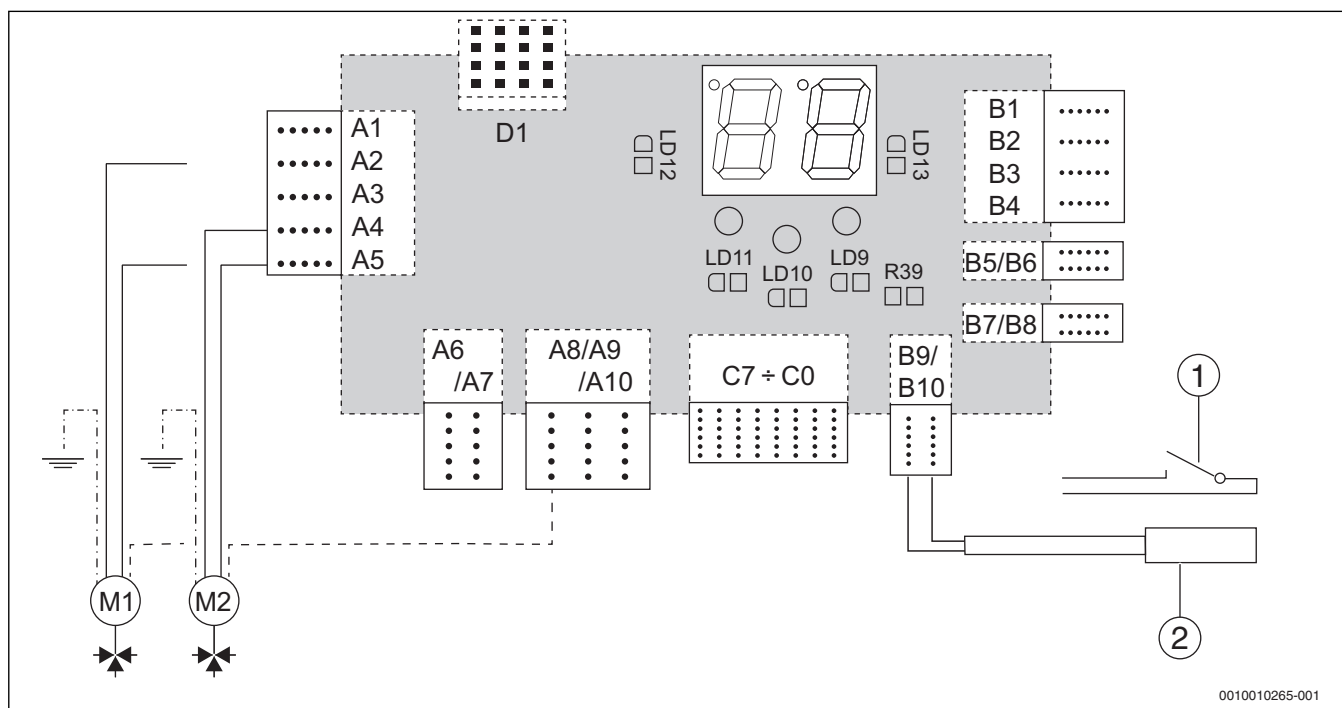 D1
A1
A2
A3
A4
A5
LD12
LD13
B1
B2
B3
B4
LD11
LD10
LD9
R39
B5/B6
B7/B8
A6
/A7
A8/A9
/A10
C7 ÷ C0
B9/
B10
1
M1
M2
2
0010010265-001